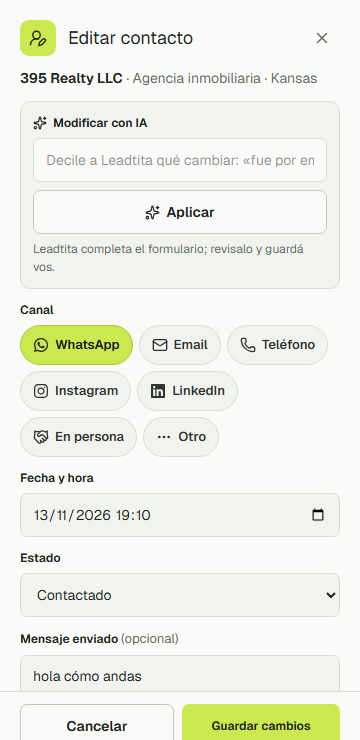 Editar contacto
395 Realty LLC · Agencia inmobiliaria · Kansas
Modificar con IA
Decile a Leadtita qué cambiar: «fue por en
Aplicar
Leadtita completa el formulario; revisalo y guardá
vos.
Canal
WhatsApp Email Teléfono
Instagram LinkedIn
En persona Otro
Fecha y hora
13/11/2026 19:10
Estado
Contactado
Mensaje enviado (opcional)
hola cómo andas
Cancelar Guardar cambios